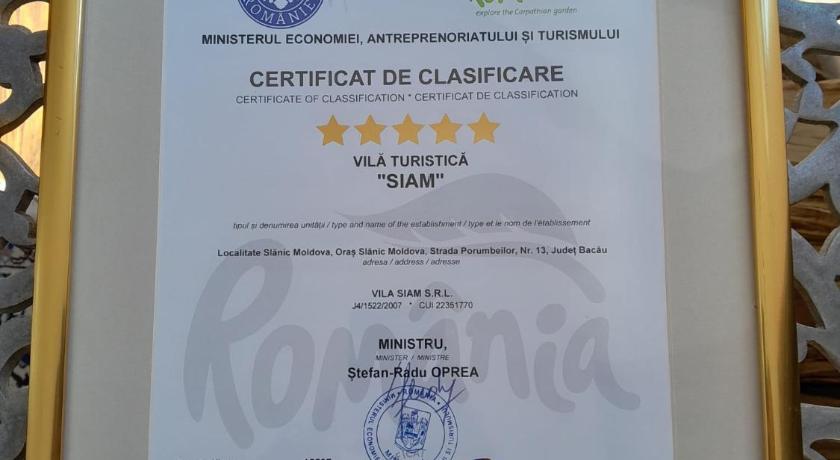 ROMÂNIEI
explore the Carpathian garden
MINISTERUL ECONOMIEI, ANTREPRENORIATULUI ȘI TURISMULUI
CERTIFICAT DE CLASIFICARE
CERTIFICATE OF CLASSIFICATION * CERTIFICAT DE CLASSIFICATION
VILĂ TURISTICĂ
"SIAM"
tipul și denumirea unității / type and name of the establishment / type et le nom de l'établissement
Localitate Slănic Moldova, Oraș Slănic Moldova, Strada Porumbeilor, Nr. 13, Județ Bacău
adresa / address / adresse
VILA SIAM S.R.L.
J4/1522/2007 * CUI 22351770
România
MINISTRU,
MINISTER / MINISTRE
Ștefan-Radu OPREA
ROMÂNIA